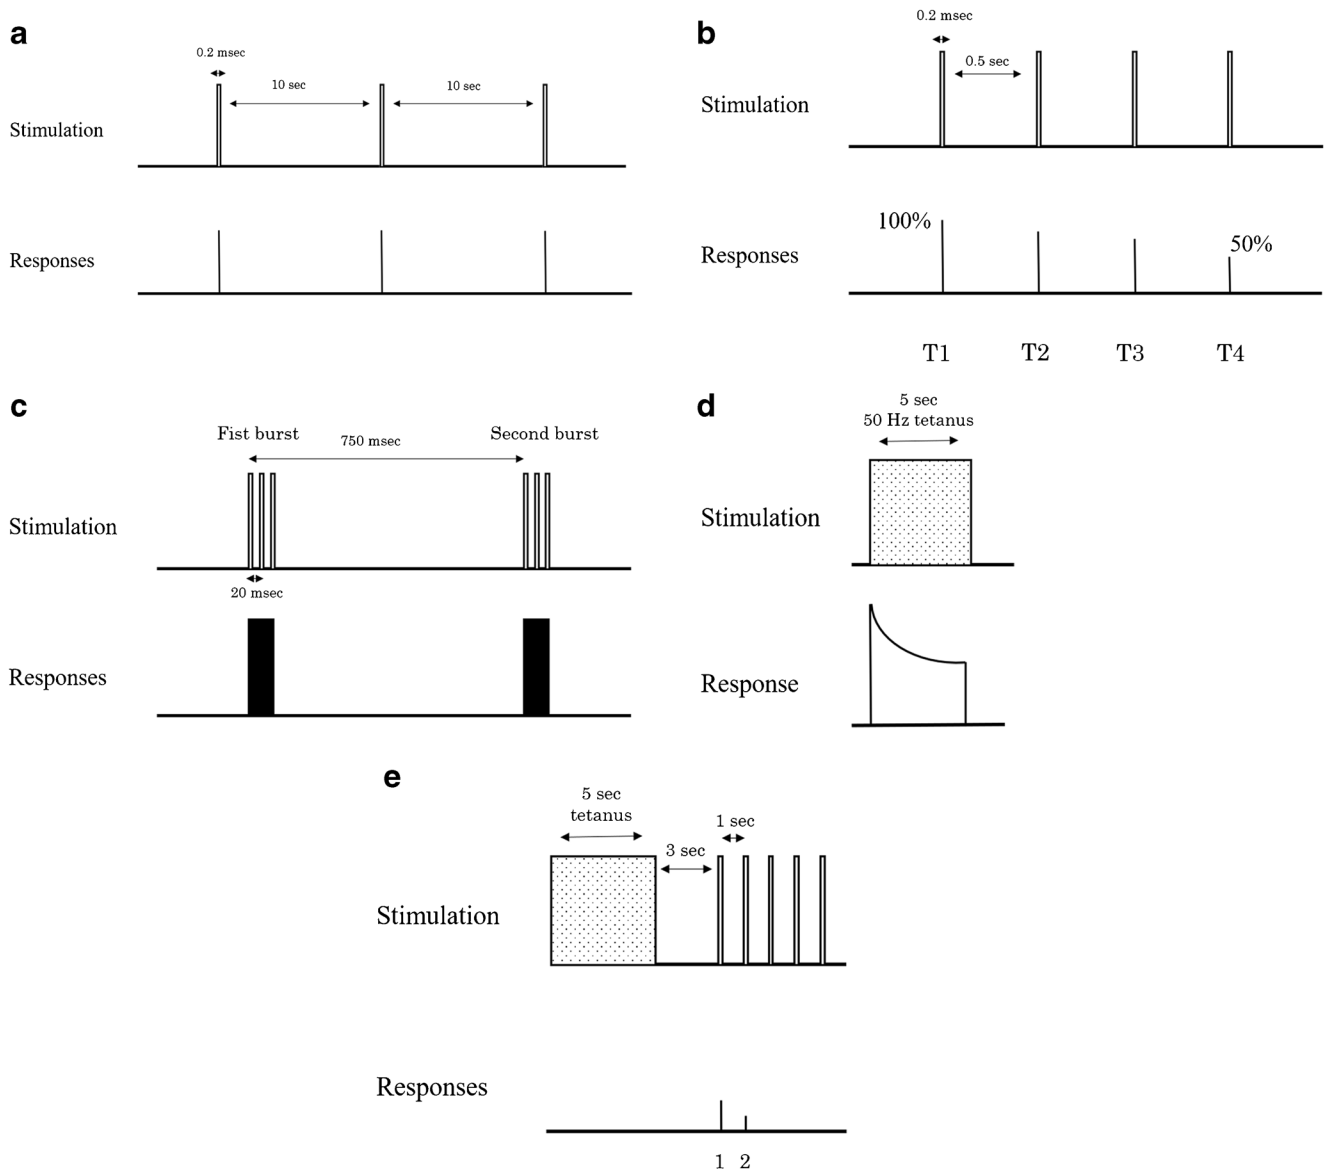 a
0.2 msec
10 sec
10 sec
Stimulation
Responses
b
0.2 msec
0.5 sec
Stimulation
100%
50%
Responses
T1 T2 T3 T4
c
Fist burst
Second burst
750 msec
Stimulation
20 msec
Responses
d
5 sec
50 Hz tetanus
Stimulation
Response
e
5 sec
tetanus
1 sec
3 sec
Stimulation
Responses
1 2